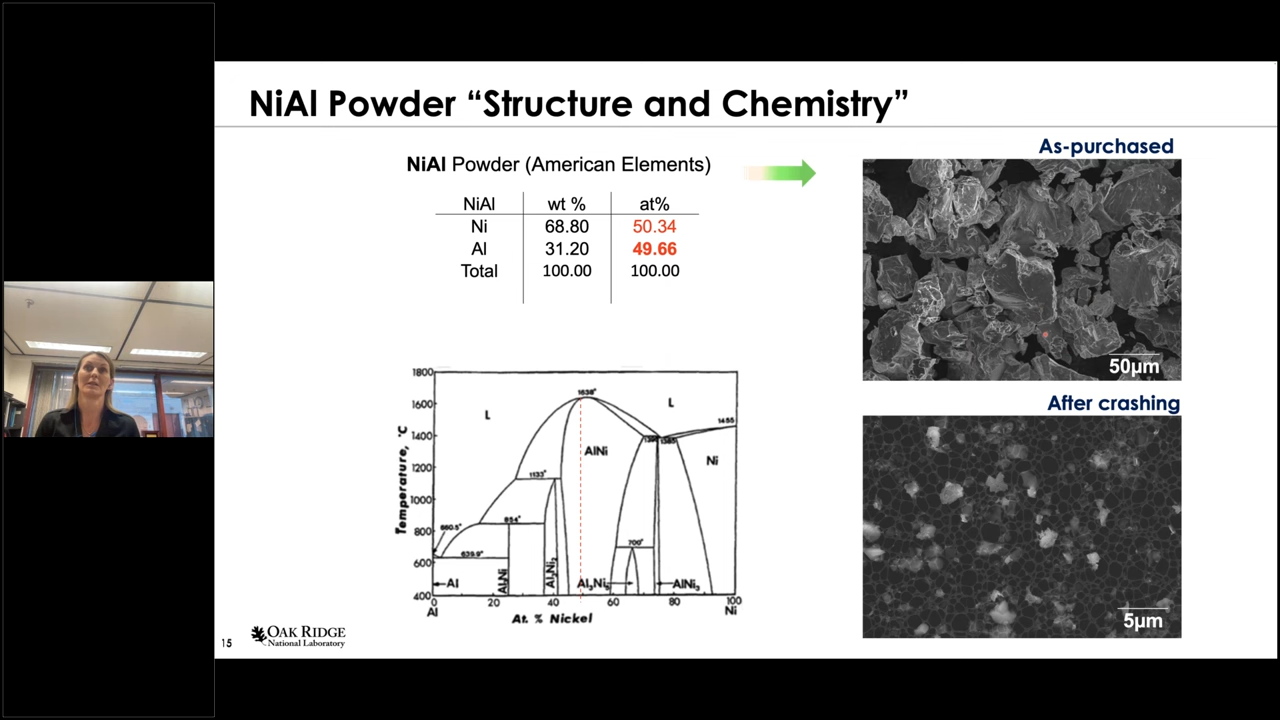 NiAl Powder “Structure and Chemistry”
NiAl Powder (American Elements)
NiAl wt % at%
Ni 68.80 50.34
Al 31.20 49.66
Total 100.00 100.00
As-purchased
50µm
After crashing
5µm
1800
1600
1400
1200
1000
800
600
400
Temperature, °C
L
1638°
L
1455
1385
AlNi
Ni
1133°
854°
660.5°
639.9°
700°
Al
Al₃Ni
Al₃Ni₂
Al₃Ni₅
AlNi₃
0 20 40 60 80 100
Al
Ni
At. % Nickel
15
OAK RIDGE
National Laboratory